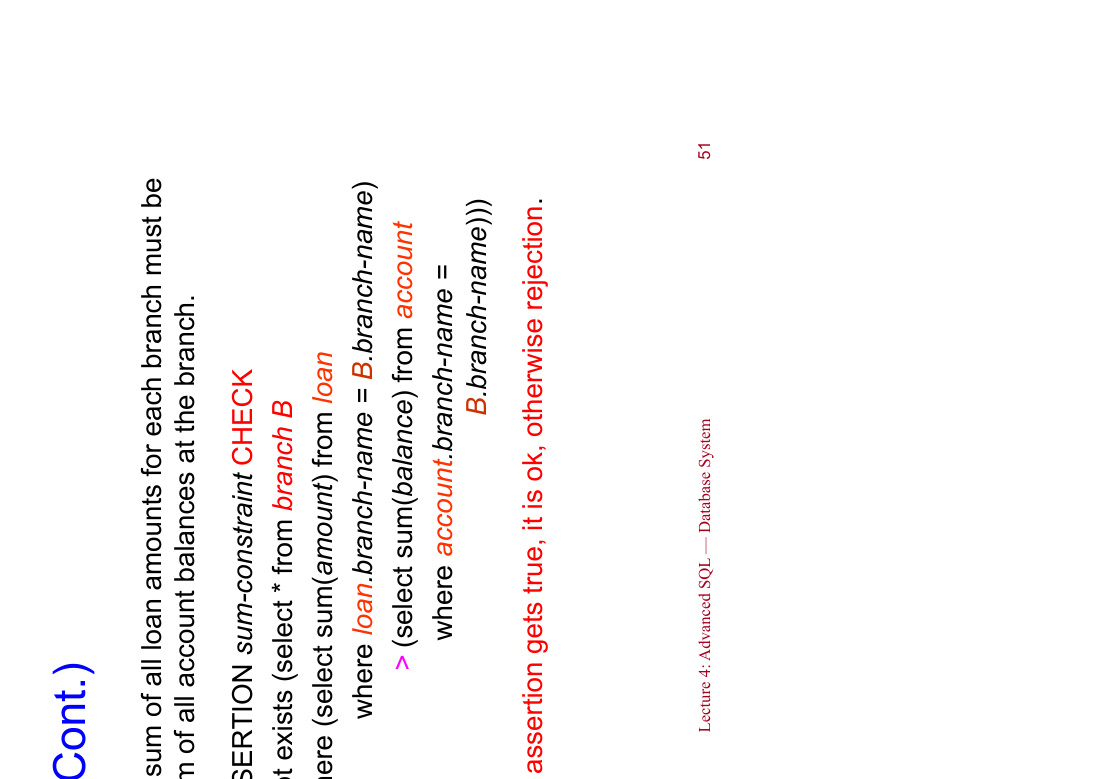 Cont.)
sum of all loan amounts for each branch must be
of all account balances at the branch.
sum-constraint CHECK
exists (select * from branch B
(select sum(amount) from loan
where loan.branch-name = B.branch-name)
> (select sum(balance) from account
where account.branch-name =
B.branch-name)))
assertion gets true, it is ok, otherwise rejection.
Lecture 4: Advanced SQL — Database System
51